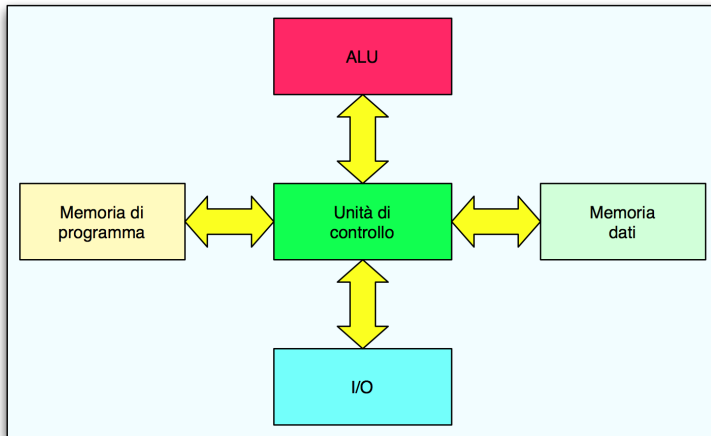 ALU
Memoria di
programma
Unità di
controllo
Memoria
dati
I/O